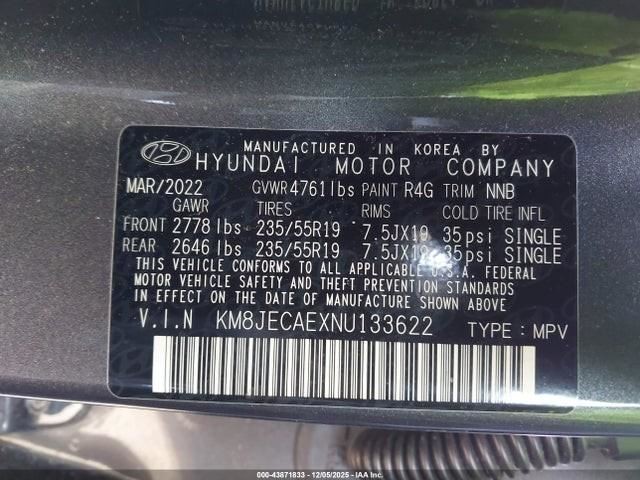 MANUFACTURED IN KOREA BY
HYUNDAI MOTOR COMPANY
MAR/2022 GVWR 4761 lbs PAINT R4G TRIM NNB
GAWR TIRES RIMS COLD TIRE INFL
FRONT 2778 lbs 235/55R19 7.5JX19 35psi SINGLE
REAR 2646 lbs 235/55R19 7.5JX19 35psi SINGLE
THIS VEHICLE CONFORMS TO ALL APPLICABLE U.S.A. FEDERAL
MOTOR VEHICLE SAFETY AND THEFT PREVENTION STANDARDS
IN EFFECT ON THE DATE OF MANUFACTURE SHOWN ABOVE.
V.I.N KM8JECAEXNU133622 TYPE : MPV
000-43871833 - 12/05/2025 - IAA Inc.